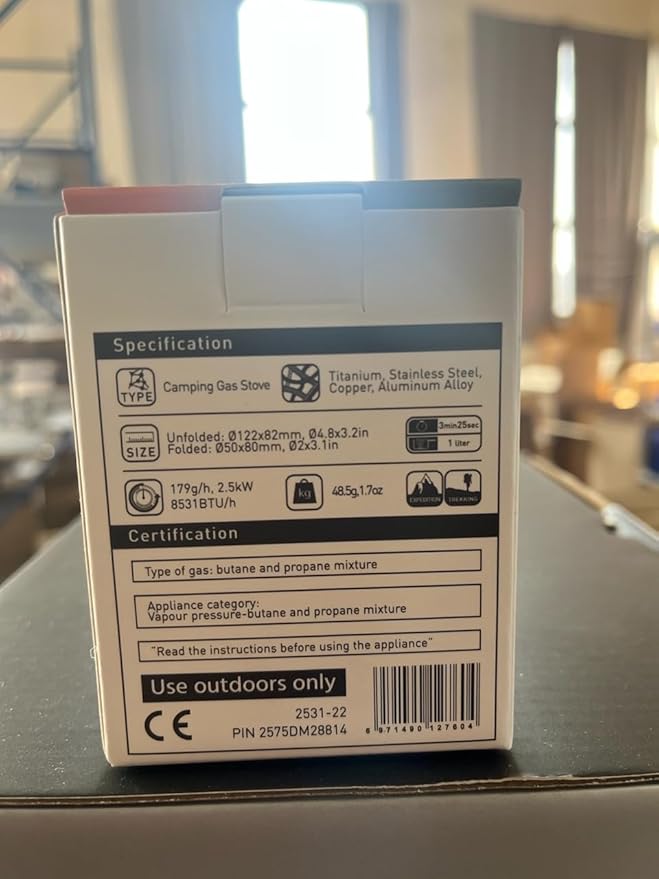 Specification
TYPE
Camping Gas Stove
Titanium, Stainless Steel,
Copper, Aluminum Alloy
SIZE
Unfolded: Ø122x82mm, Ø4.8x3.2in
Folded: Ø50x80mm, Ø2x3.1in
3min25sec
1 liter
179g/h, 2.5kW
8531BTU/h
kg
48.5g,1.7oz
EXPEDITION
TREKKING
Certification
Type of gas: butane and propane mixture
Appliance category:
Vapour pressure-butane and propane mixture
"Read the instructions before using the appliance"
Use outdoors only
CE
2531-22
PIN 2575DM28814
6 971490 127604